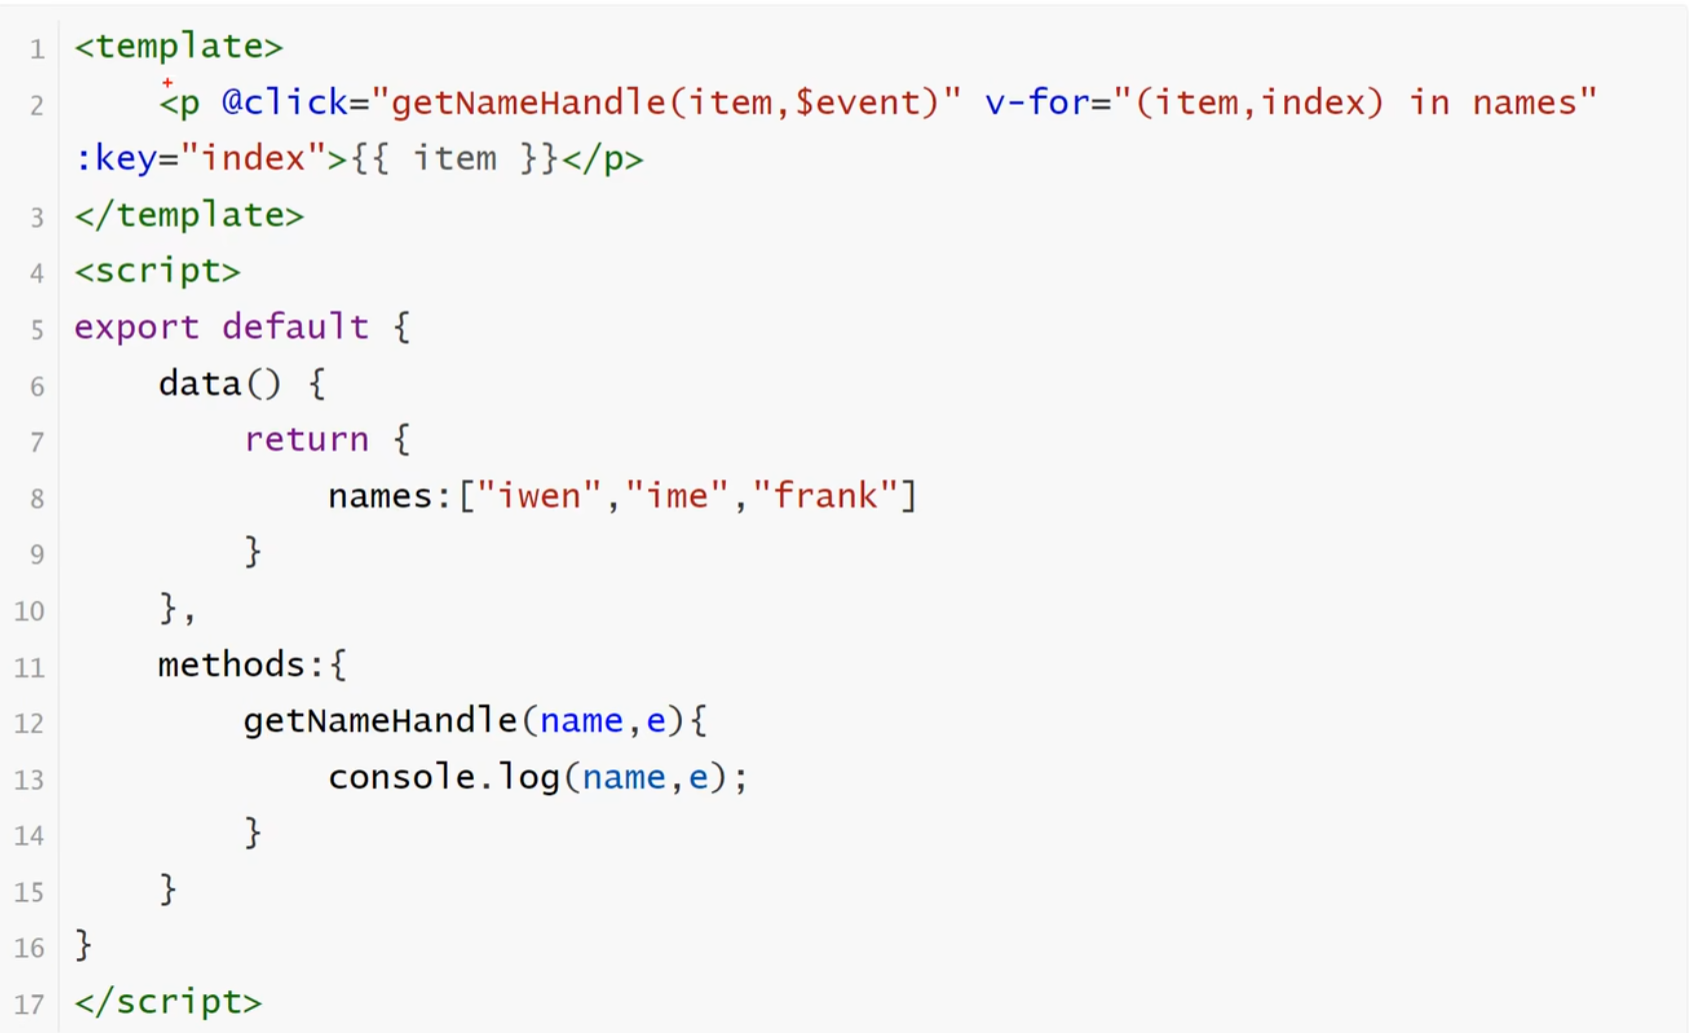 1 <template>
2 <p @click="getNameHandle(item,$event)" v-for="(item,index) in names"
:key="index">{{ item }}</p>
3 </template>
4 <script>
5 export default {
6 data() {
7 return {
8 names:["iwen","ime","frank"]
9 }
10 },
11 methods:{
12 getNameHandle(name,e){
13 console.log(name,e);
14 }
15 }
16 }
17 </script>